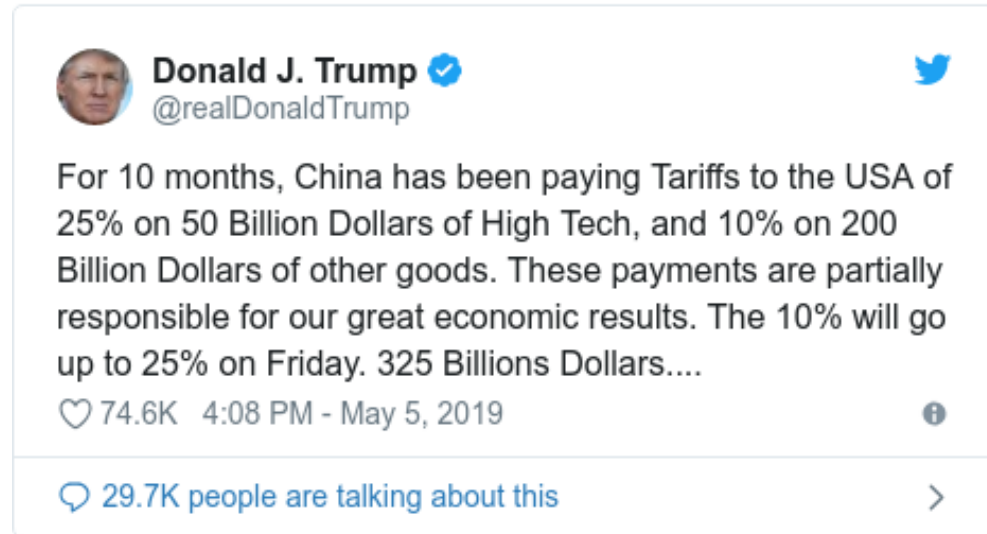 Donald J. Trump
@realDonaldTrump
For 10 months, China has been paying Tariffs to the USA of
25% on 50 Billion Dollars of High Tech, and 10% on 200
Billion Dollars of other goods. These payments are partially
responsible for our great economic results. The 10% will go
up to 25% on Friday. 325 Billions Dollars....
74.6K 4:08 PM - May 5, 2019
29.7K people are talking about this